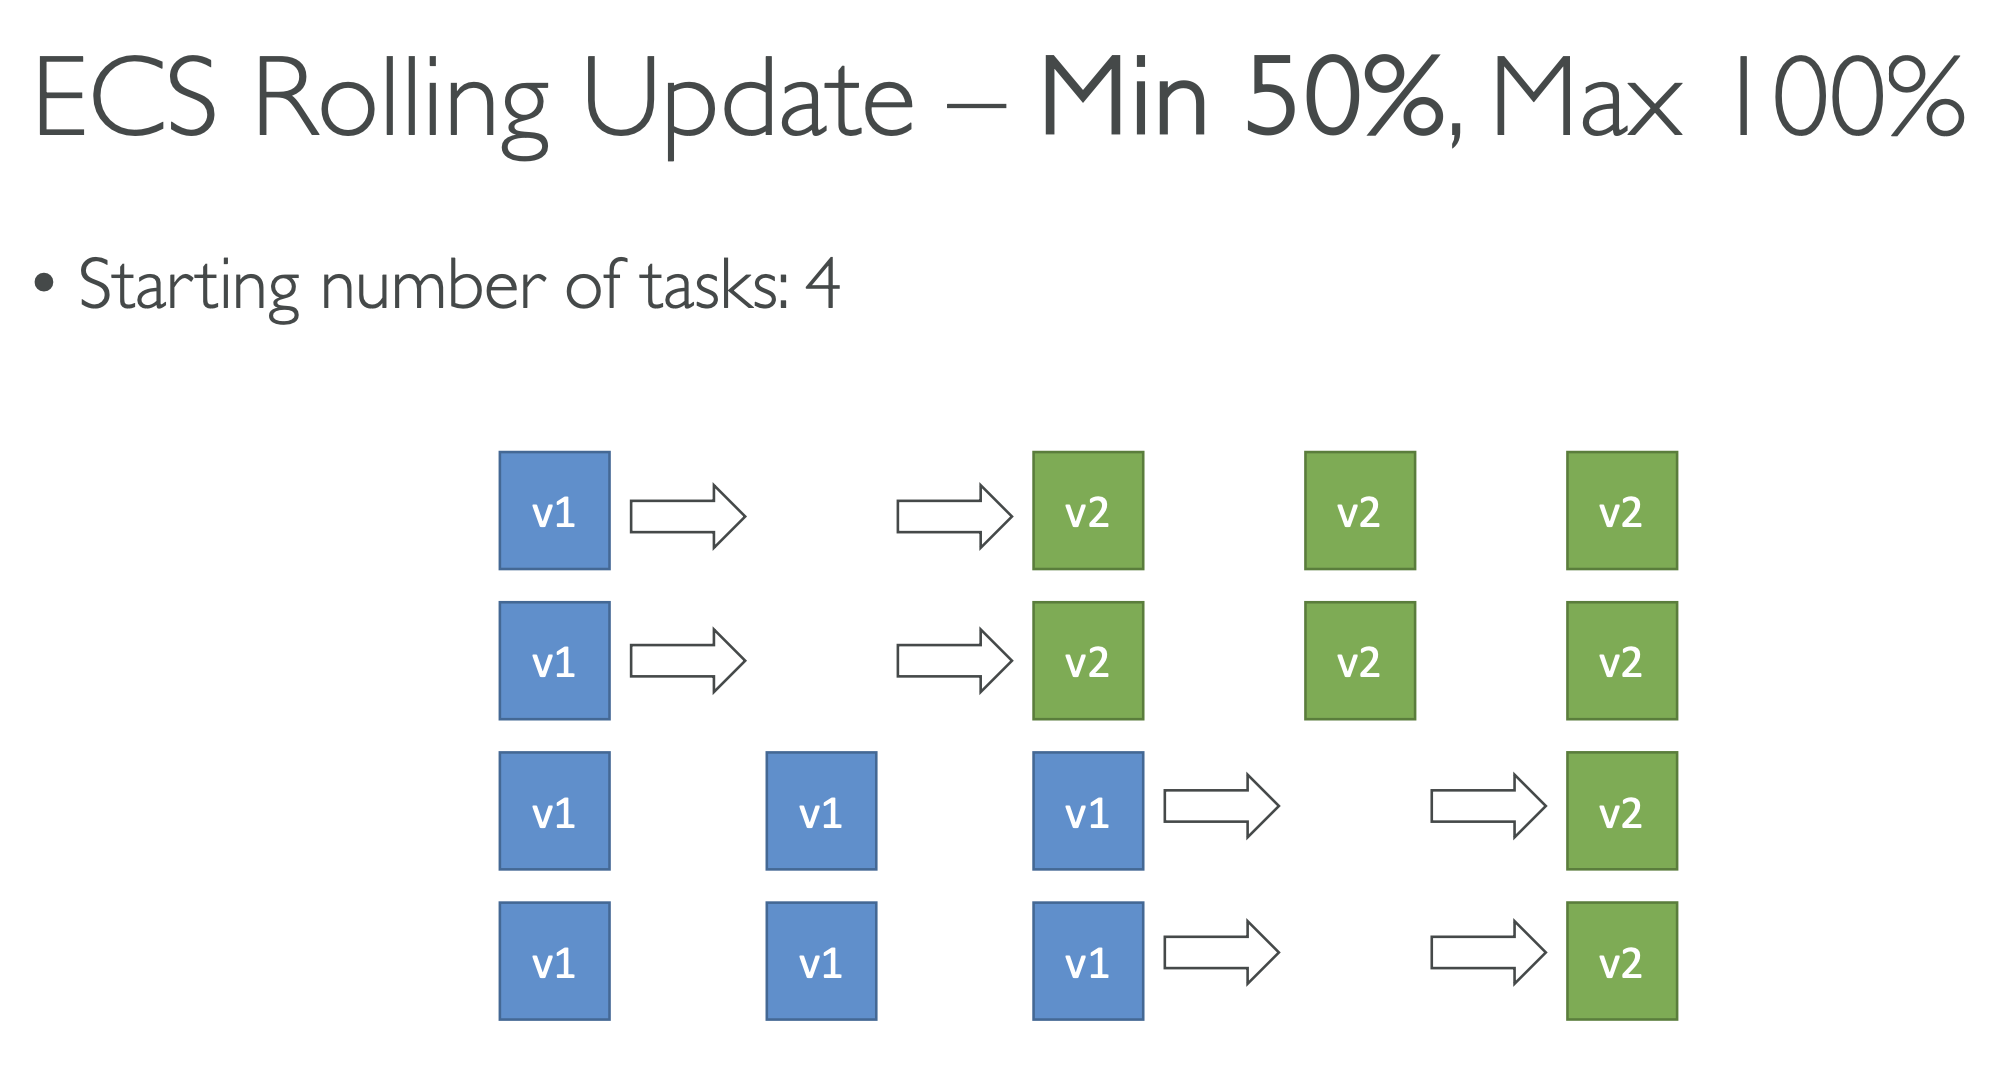 ECS Rolling Update – Min 50%, Max 100%
• Starting number of tasks: 4
v1 v2 v2 v2
v1 v2 v2 v2
v1 v1 v1 v2
v1 v1 v1 v2